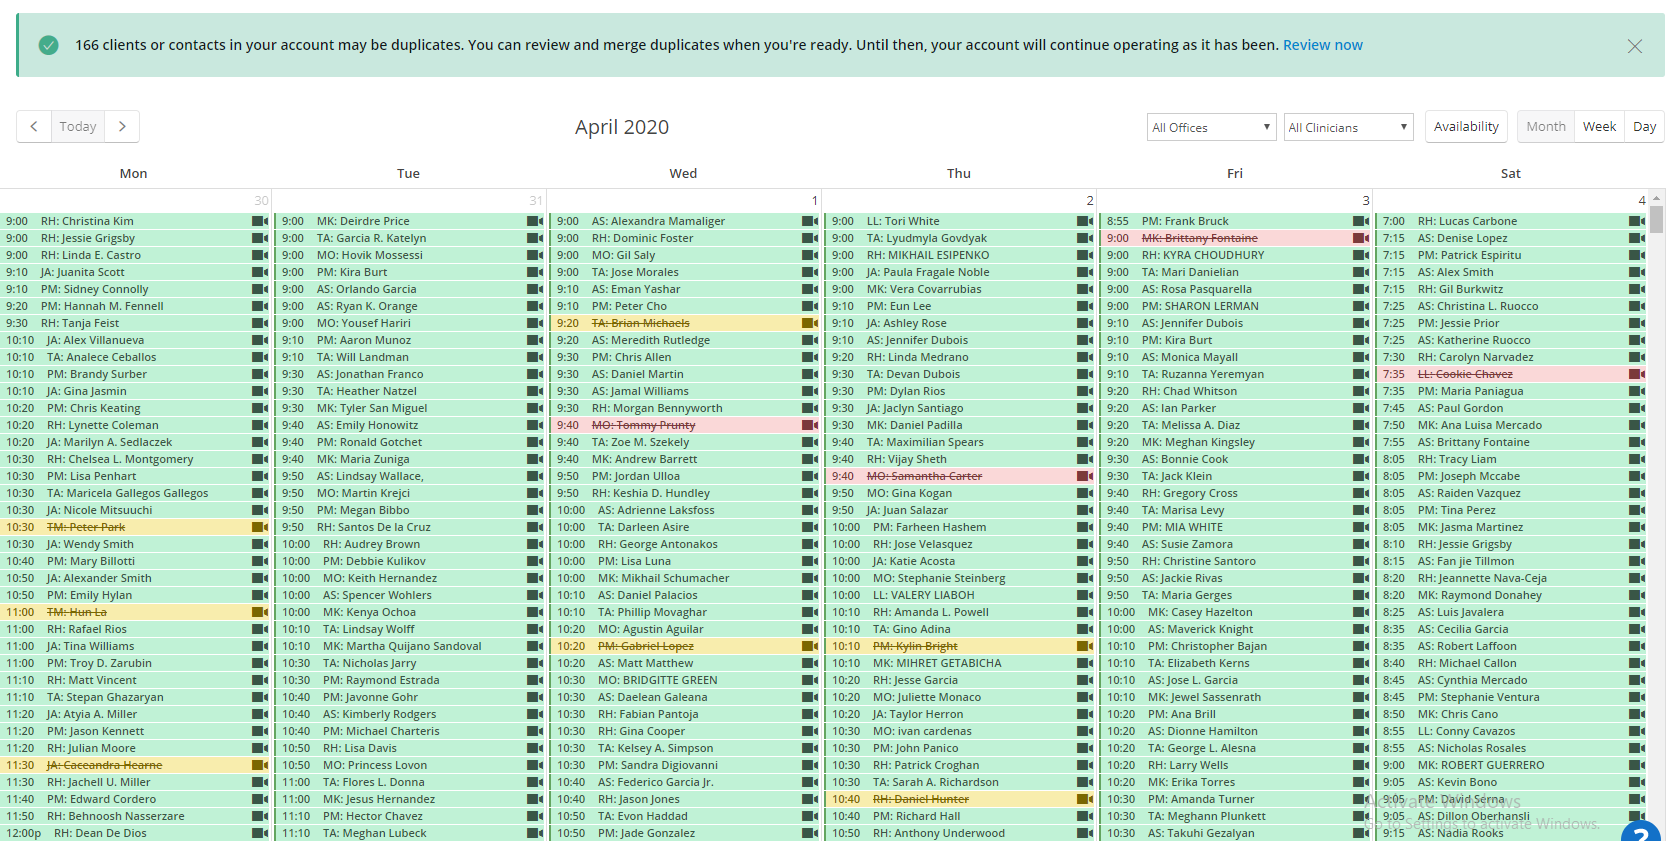 166 clients or contacts in your account may be duplicates. You can review and merge duplicates when you're ready. Until then, your account will continue operating as it has been. Review now
Today
April 2020
All Offices
All Clinicians
Availability
Month Week Day
Mon Tue Wed Thu Fri Sat
30
9:00 RH: Christina Kim
9:00 RH: Jessie Grigsby
9:00 RH: Linda E. Castro
9:10 JA: Juanita Scott
9:10 PM: Sidney Connolly
9:20 PM: Hannah M. Fennell
9:30 RH: Tanja Feist
10:10 JA: Alex Villanueva
10:10 TA: Analece Ceballos
10:10 PM: Brandy Surber
10:10 JA: Gina Jasmin
10:20 PM: Chris Keating
10:20 RH: Lynette Coleman
10:20 JA: Marilyn A. Sedlaczek
10:30 RH: Chelsea L. Montgomery
10:30 PM: Lisa Penhart
10:30 TA: Maricela Gallegos Gallegos
10:30 JA: Nicole Mitsuuchi
10:30 TM: Peter Park
10:30 JA: Wendy Smith
10:40 PM: Mary Billotti
10:50 JA: Alexander Smith
10:50 PM: Emily Hylan
11:00 TM: Hun La
11:00 RH: Rafael Rios
11:00 JA: Tina Williams
11:00 PM: Troy D. Zarubin
11:10 RH: Matt Vincent
11:10 TA: Stepan Ghazaryan
11:20 JA: Atyia A. Miller
11:20 PM: Jason Kennett
11:20 RH: Julian Moore
11:30 JA: Caceandra Hearne
11:30 RH: Jachell U. Miller
11:40 PM: Edward Cordero
11:50 RH: Behnoosh Nasserzare
12:00p RH: Dean De Dios
31
9:00 MK: Deirdre Price
9:00 TA: Garcia R. Katelyn
9:00 MO: Hovik Mossessi
9:00 PM: Kira Burt
9:00 AS: Orlando Garcia
9:00 AS: Ryan K. Orange
9:00 MO: Yousef Hariri
9:10 PM: Aaron Munoz
9:10 TA: Will Landman
9:30 AS: Jonathan Franco
9:30 TA: Heather Natzel
9:30 MK: Tyler San Miguel
9:40 AS: Emily Honowitz
9:40 PM: Ronald Gotchet
9:40 MK: Maria Zuniga
9:50 AS: Lindsay Wallace,
9:50 MO: Martin Krejci
9:50 PM: Megan Bibbo
9:50 RH: Santos De la Cruz
10:00 RH: Audrey Brown
10:00 PM: Debbie Kulikov
10:00 MO: Keith Hernandez
10:00 AS: Spencer Wohlers
10:00 MK: Kenya Ochoa
10:10 TA: Lindsay Wolff
10:10 MK: Martha Quijano Sandoval
10:30 TA: Nicholas Jarry
10:30 PM: Raymond Estrada
10:40 PM: Javonne Gohr
10:40 AS: Kimberly Rodgers
10:40 PM: Michael Charteris
10:50 RH: Lisa Davis
10:50 MO: Princess Lovon
11:00 TA: Flores L. Donna
11:00 MK: Jesus Hernandez
11:10 PM: Hector Chavez
11:10 TA: Meghan Lubeck
1
9:00 AS: Alexandra Mamaliger
9:00 RH: Dominic Foster
9:00 MO: Gil Saly
9:00 TA: Jose Morales
9:10 AS: Eman Yashar
9:10 PM: Peter Cho
9:20 TA: Brian Michaels
9:20 AS: Meredith Rutledge
9:30 PM: Chris Allen
9:30 AS: Daniel Martin
9:30 AS: Jamal Williams
9:30 RH: Morgan Bennyworth
9:40 MO: Tommy Prunty
9:40 TA: Zoe M. Szekely
9:40 MK: Andrew Barrett
9:50 PM: Jordan Ulloa
9:50 RH: Keshia D. Hundley
10:00 AS: Adrienne Laksfoss
10:00 TA: Darleen Asire
10:00 RH: George Antonakos
10:00 PM: Lisa Luna
10:00 MK: Mikhail Schumacher
10:10 AS: Daniel Palacios
10:10 TA: Phillip Movaghar
10:20 MO: Agustin Aguilar
10:20 PM: Gabriel Lopez
10:20 AS: Matt Matthew
10:30 MO: BRIDGITTE GREEN
10:30 AS: Daelean Galeana
10:30 RH: Fabian Pantoja
10:30 RH: Gina Cooper
10:30 TA: Kelsey A. Simpson
10:30 PM: Sandra Digiovanni
10:40 AS: Federico Garcia Jr.
10:40 RH: Jason Jones
10:50 TA: Evon Haddad
10:50 PM: Jade Gonzalez
2
9:00 LL: Tori White
9:00 TA: Lyudmyla Govdyak
9:00 RH: MIKHAIL ESIPENKO
9:00 JA: Paula Fragale Noble
9:00 MK: Vera Covarrubias
9:10 PM: Eun Lee
9:10 JA: Ashley Rose
9:10 AS: Jennifer Dubois
9:20 RH: Linda Medrano
9:30 TA: Devan Dubois
9:30 PM: Dylan Rios
9:30 JA: Jaclyn Santiago
9:30 MK: Daniel Padilla
9:40 TA: Maximilian Spears
9:40 RH: Vijay Sheth
9:40 MO: Samantha Carter
9:50 MO: Gina Kogan
9:50 JA: Juan Salazar
10:00 PM: Farheen Hashem
10:00 RH: Jose Velasquez
10:00 JA: Katie Acosta
10:00 MO: Stephanie Steinberg
10:00 LL: VALERY LIABOH
10:10 RH: Amanda L. Powell
10:10 TA: Gino Adina
10:10 PM: Kylin Bright
10:10 MK: MIHRET GETABICHA
10:20 RH: Jesse Garcia
10:20 MO: Juliette Monaco
10:20 JA: Taylor Herron
10:30 MO: ivan cardenas
10:30 PM: John Panico
10:30 RH: Patrick Croghan
10:30 TA: Sarah A. Richardson
10:40 RH: Daniel Hunter
10:40 PM: Richard Hall
10:50 RH: Anthony Underwood
3
8:55 PM: Frank Bruck
9:00 MK: Brittany Fontaine
9:00 RH: KYRA CHOUDHURY
9:00 TA: Mari Danielian
9:00 AS: Rosa Pasquarella
9:00 PM: SHARON LERMAN
9:10 AS: Jennifer Dubois
9:10 PM: Kira Burt
9:10 AS: Monica Mayall
9:10 TA: Ruzanna Yeremyan
9:20 RH: Chad Whitson
9:20 AS: Ian Parker
9:20 TA: Melissa A. Diaz
9:20 MK: Meghan Kingsley
9:30 AS: Bonnie Cook
9:30 TA: Jack Klein
9:40 RH: Gregory Cross
9:40 TA: Marisa Levy
9:40 PM: MIA WHITE
9:40 AS: Susie Zamora
9:50 RH: Christine Santoro
9:50 AS: Jackie Rivas
9:50 TA: Maria Gerges
10:00 MK: Casey Hazelton
10:00 AS: Maverick Knight
10:10 PM: Christopher Bajan
10:10 TA: Elizabeth Kerns
10:10 AS: Jose L. Garcia
10:10 MK: Jewel Sassenrath
10:20 PM: Ana Brill
10:20 AS: Dionne Hamilton
10:20 TA: George L. Alesna
10:20 RH: Larry Wells
10:20 MK: Erika Torres
10:30 PM: Amanda Turner
10:30 TA: Meghann Plunkett
10:30 AS: Takuhi Gezalyan
4
7:00 RH: Lucas Carbone
7:15 AS: Denise Lopez
7:15 PM: Patrick Espiritu
7:15 AS: Alex Smith
7:15 RH: Gil Burkwitz
7:25 AS: Christina L. Ruocco
7:25 PM: Jessie Prior
7:25 AS: Katherine Ruocco
7:30 RH: Carolyn Narvadez
7:35 LL: Cookie Chavez
7:35 PM: Maria Paniagua
7:45 AS: Paul Gordon
7:50 MK: Ana Luisa Mercado
7:55 AS: Brittany Fontaine
8:05 RH: Tracy Liam
8:05 PM: Joseph Mccabe
8:05 AS: Raiden Vazquez
8:05 PM: Tina Perez
8:05 MK: Jasma Martinez
8:10 RH: Jessie Grigsby
8:15 AS: Fan jie Tillmon
8:20 RH: Jeannette Nava-Ceja
8:20 MK: Raymond Donahey
8:25 AS: Luis Javalera
8:35 AS: Cecilia Garcia
8:35 AS: Robert Laffoon
8:40 RH: Michael Callon
8:45 AS: Cynthia Mercado
8:45 PM: Stephanie Ventura
8:50 MK: Chris Cano
8:55 LL: Conny Cavazos
8:55 AS: Nicholas Rosales
9:00 MK: ROBERT GUERRERO
9:05 AS: Kevin Bono
9:05 PM: David Serna
9:05 AS: Dillon Oberhansli
9:15 AS: Nadia Rooks
Activate Windows
Go to Settings to activate Windows.
?